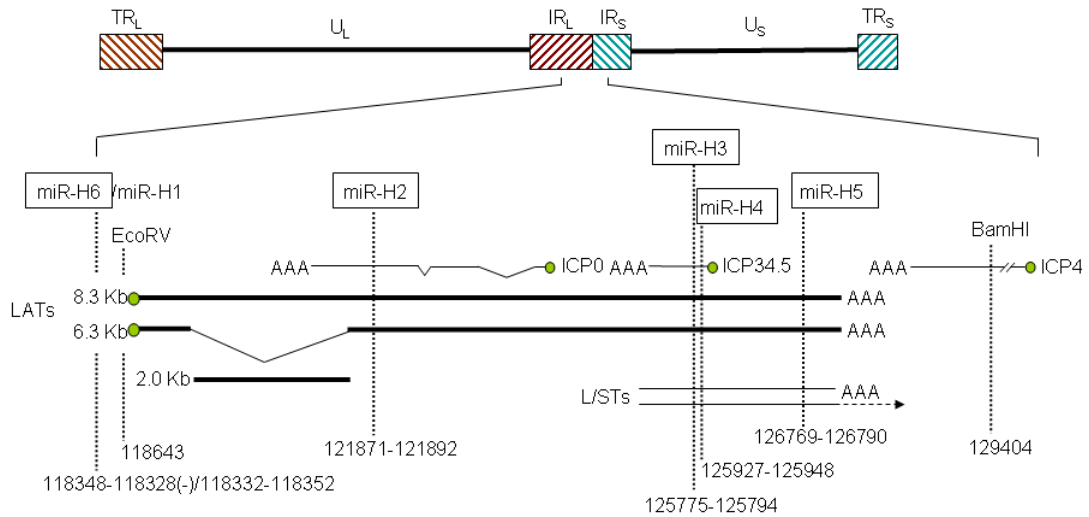 TRL UL IRL IRS US TRS
miR-H3
miR-H6 /miR-H1 miR-H2 miR-H4 miR-H5
EcoRV BamHI
AAA ICP0 AAA ICP34.5 AAA ICP4
LATs
8.3 Kb AAA
6.3 Kb AAA
2.0 Kb
L/STs AAA
118643 121871-121892 126769-126790 129404
118348-118328(-)/118332-118352 125927-125948
125775-125794